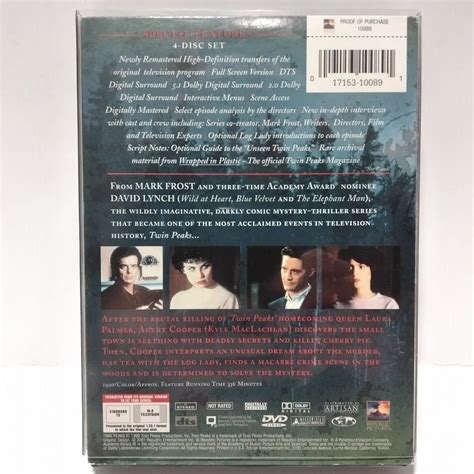 SPECIAL FEATURES
4-DISC SET
PROOF OF PURCHASE
10089
17153-10089
Newly Remastered High-Definition transfers of the
original television program Full Screen Version DTS
Digital Surround 5.1 Dolby Digital Surround 2.0 Dolby
Digital Surround Interactive Menus Scene Access
Digitally Mastered Select episode analysis by the directors New in-depth interviews
with cast and crew including: Series co-creator, Mark Frost, Writers, Directors, Film
and Television Experts Optional Log Lady introductions to each episode
Script Notes: Optional Guide to the "Unseen Twin Peaks" Rare archival
material from Wrapped in Plastic – The official Twin Peaks Magazine
FROM MARK FROST AND THREE-TIME ACADEMY AWARD NOMINEE
DAVID LYNCH (Wild at Heart, Blue Velvet and The Elephant Man),
THE WILDLY IMAGINATIVE, DARKLY COMIC MYSTERY-THRILLER SERIES
THAT BECAME ONE OF THE MOST ACCLAIMED EVENTS IN TELEVISION
HISTORY, Twin Peaks...
AFTER THE BRUTAL KILLING OF Twin Peaks' HOMECOMING QUEEN LAURA
PALMER, AGENT COOPER (KYLE MACLACHLAN) DISCOVERS THE SMALL
TOWN IS SEETHING WITH DEADLY SECRETS AND KILLER CHERRY PIE.
THEN, COOPER INTERPRETS AN UNUSUAL DREAM ABOUT THE MURDER,
HAS TEA WITH THE LOG LADY, FINDS A MACABRE CRIME SCENE IN THE
WOODS AND IS DETERMINED TO SOLVE THE MYSTERY.
1990/COLOR/APPROX. FEATURE RUNNING TIME 336 MINUTES
STANDARD
TV
TELEVISION
dts
DVD
VIDEO
DOLBY
DIGITAL
ARTISAN
REPUBLIC
PICTURES